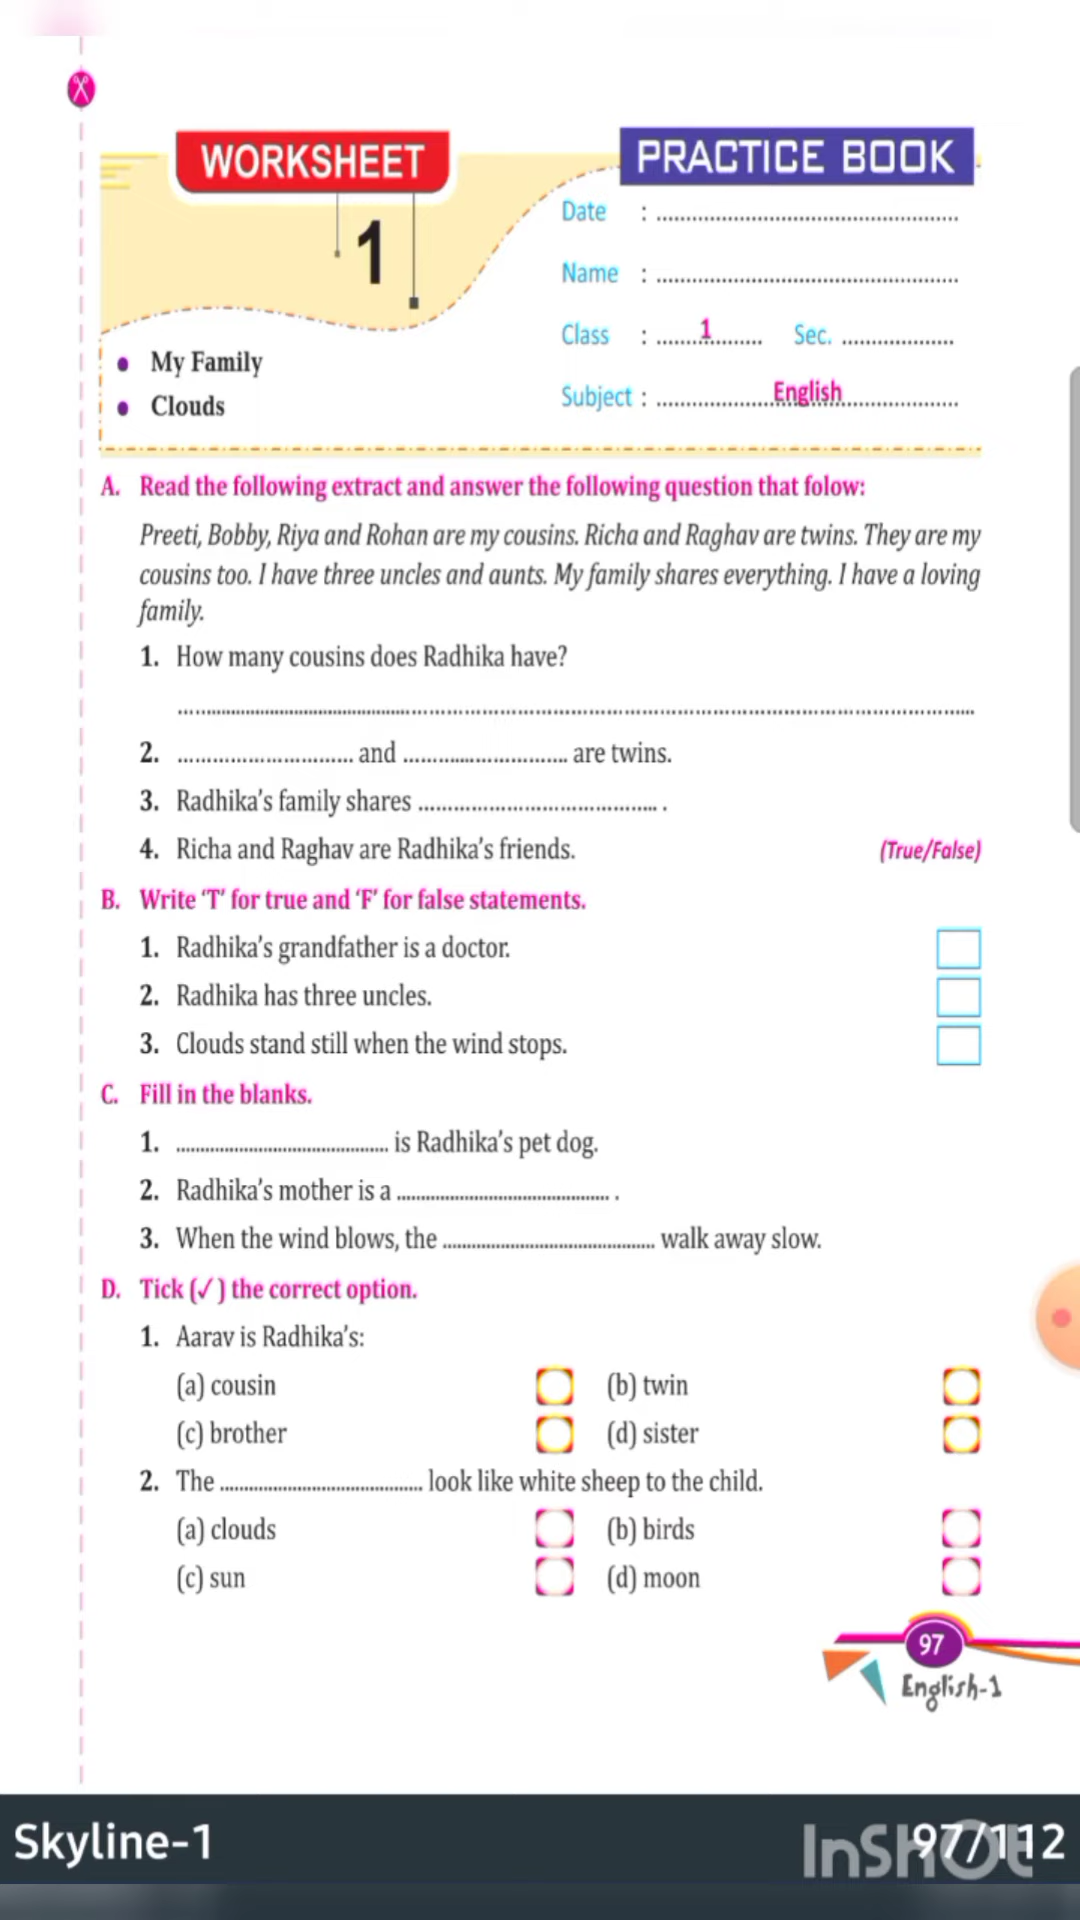 WORKSHEET
1
PRACTICE BOOK
Date : ..........................................
Name : ..........................................
Class : ........1......... Sec. ...................
Subject : ....................English....................
• My Family
• Clouds
A. Read the following extract and answer the following question that folow:
Preeti, Bobby, Riya and Rohan are my cousins. Richa and Raghav are twins. They are my
cousins too. I have three uncles and aunts. My family shares everything. I have a loving
family.
1. How many cousins does Radhika have?
..........................................................................................
2. .............................. and ............................ are twins.
3. Radhika's family shares ........................................ .
4. Richa and Raghav are Radhika's friends. (True/False)
B. Write 'T' for true and 'F' for false statements.
1. Radhika's grandfather is a doctor.
2. Radhika has three uncles.
3. Clouds stand still when the wind stops.
C. Fill in the blanks.
1. ............................................ is Radhika's pet dog.
2. Radhika's mother is a ............................................ .
3. When the wind blows, the ............................................ walk away slow.
D. Tick (✓) the correct option.
1. Aarav is Radhika's:
(a) cousin (b) twin
(c) brother (d) sister
2. The .......................................... look like white sheep to the child.
(a) clouds (b) birds
(c) sun (d) moon
97
English-1
Skyline-1 97/112
InShOt